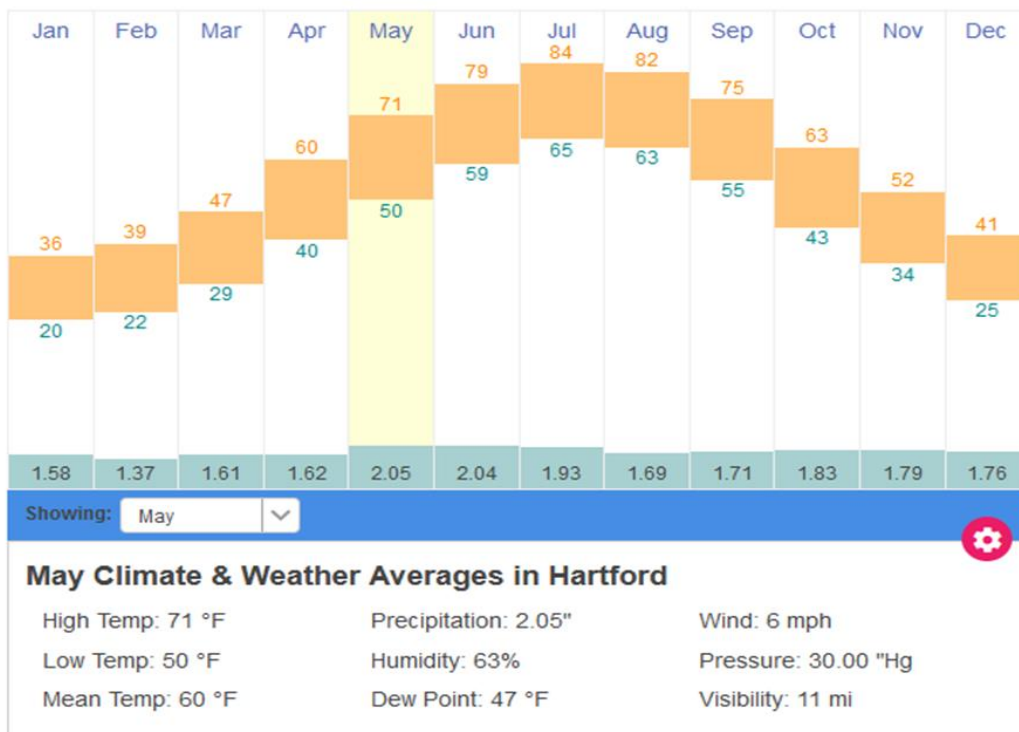 Jan Feb Mar Apr May Jun Jul Aug Sep Oct Nov Dec
36 39 47 60 71 79 84 82 75 63 52 41
20 22 29 40 50 59 65 63 55 43 34 25
1.58 1.37 1.61 1.62 2.05 2.04 1.93 1.69 1.71 1.83 1.79 1.76
Showing: May
May Climate & Weather Averages in Hartford
High Temp: 71 °F Precipitation: 2.05" Wind: 6 mph
Low Temp: 50 °F Humidity: 63% Pressure: 30.00 "Hg
Mean Temp: 60 °F Dew Point: 47 °F Visibility: 11 mi